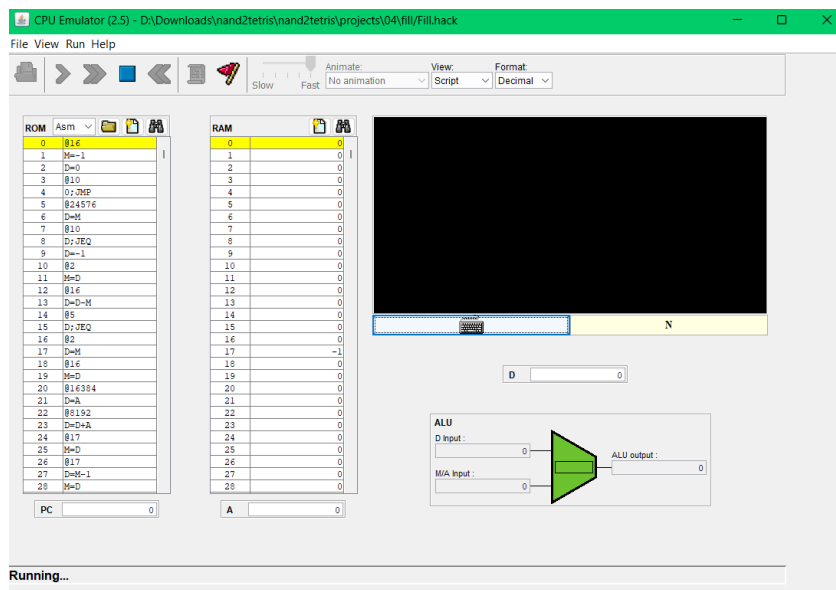 CPU Emulator (2.5) - D:\Downloads\nand2tetris\nand2tetris\projects\04\fill/Fill.hack
File View Run Help
Animate:
View:
Format:
Slow
Fast
No animation
Script
Decimal
ROM
Asm
RAM
0 @16
1 M=-1
2 D=0
3 @10
4 0;JMP
5 @24576
6 D=M
7 @10
8 D;JEQ
9 D=-1
10 @2
11 M=D
12 @16
13 D=D-M
14 @5
15 D;JEQ
16 @2
17 D=M
18 @16
19 M=D
20 @16384
21 D=A
22 @8192
23 D=D+A
24 @17
25 M=D
26 @17
27 D=M-1
28 M=D
0 0
1 0
2 0
3 0
4 0
5 0
6 0
7 0
8 0
9 0
10 0
11 0
12 0
13 0
14 0
15 0
16 0
17 -1
18 0
19 0
20 0
21 0
22 0
23 0
24 0
25 0
26 0
27 0
28 0
PC 0
A 0
N
D 0
ALU
D Input :
0
M/A Input :
0
ALU output :
0
Running...